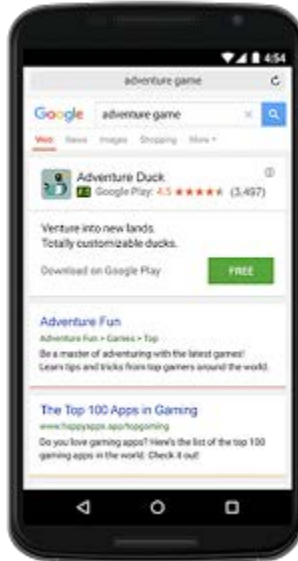 4:54
adventure game
Google adventure game ×
Web News Images Shopping More
Adventure Duck
Ad Google Play: 4.5 ★★★★★ (3,497)
Venture into new lands.
Totally customizable ducks.
Download on Google Play FREE
Adventure Fun
Adventure Fun > Games > Top
Be a master of adventuring with the latest games!
Learn tips and tricks from top gamers around the world.
The Top 100 Apps in Gaming
www.happyapps.app/topgaming
Do you love gaming apps? Here's the list of the top 100
gaming apps in the world. Check it out!